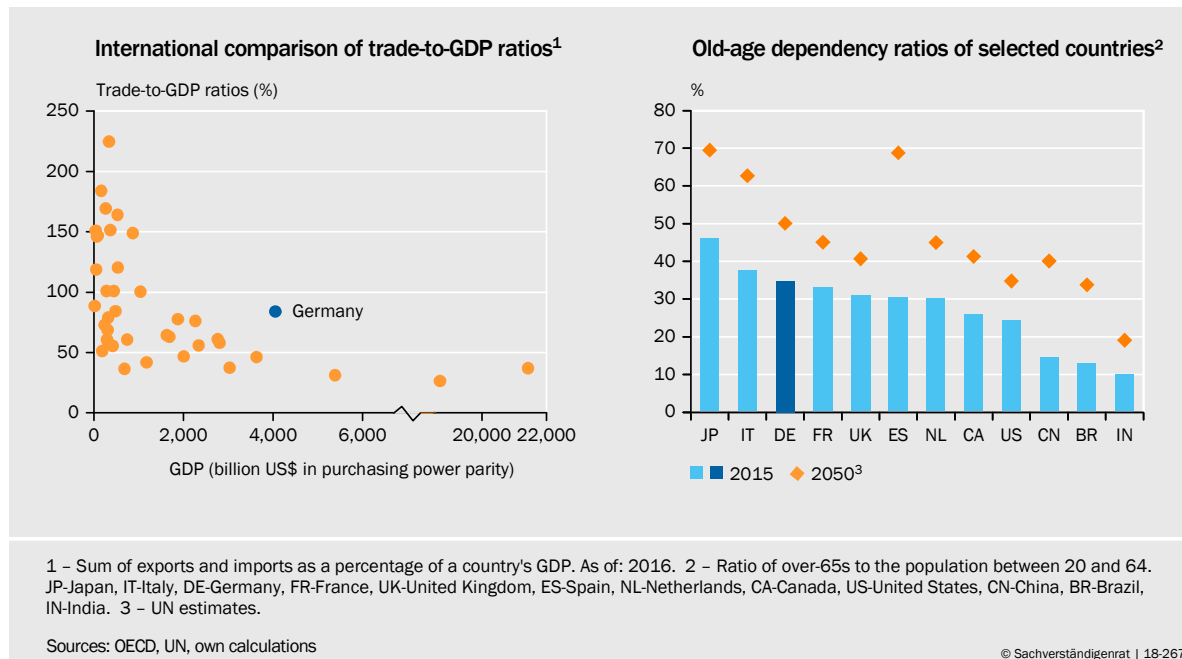 International comparison of trade-to-GDP ratios¹
Trade-to-GDP ratios (%)
250
200
150
100
50
0
Germany
0 2,000 4,000 6,000 20,000 22,000
GDP (billion US$ in purchasing power parity)
Old-age dependency ratios of selected countries²
%
80
70
60
50
40
30
20
10
0
JP IT DE FR UK ES NL CA US CN BR IN
2015 2050³
1 – Sum of exports and imports as a percentage of a country's GDP. As of: 2016. 2 – Ratio of over-65s to the population between 20 and 64.
JP-Japan, IT-Italy, DE-Germany, FR-France, UK-United Kingdom, ES-Spain, NL-Netherlands, CA-Canada, US-United States, CN-China, BR-Brazil,
IN-India. 3 – UN estimates.
Sources: OECD, UN, own calculations
© Sachverständigenrat | 18-267